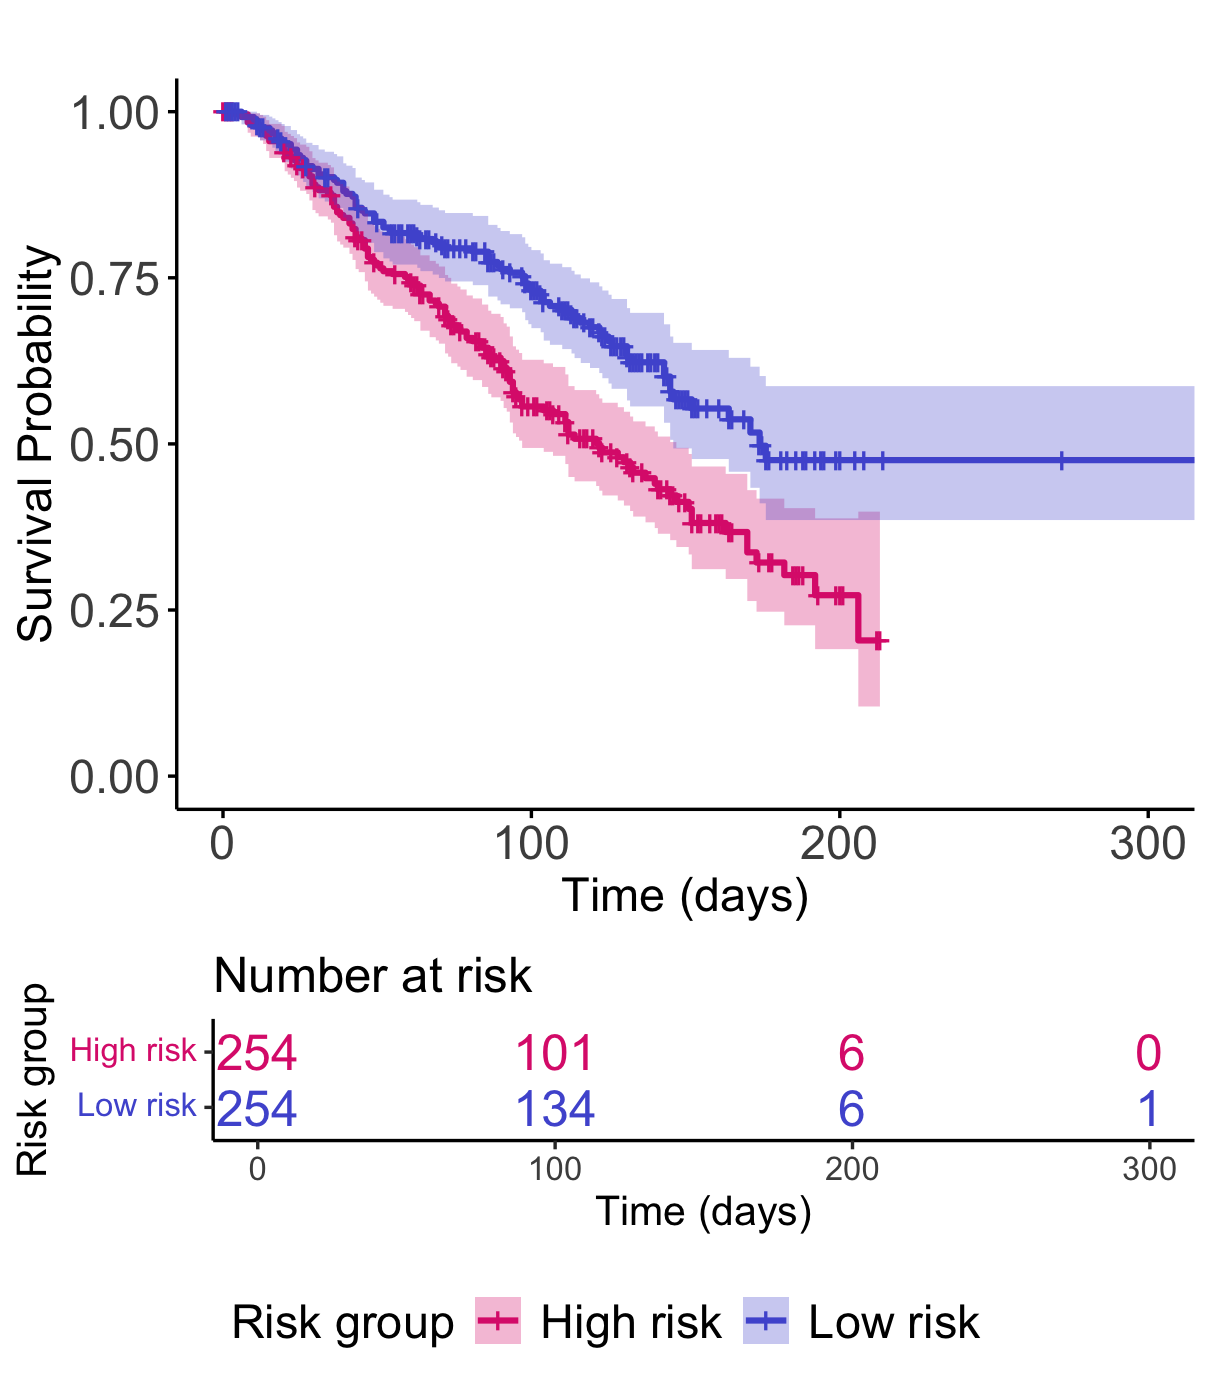 Survival Probability
1.00
0.75
0.50
0.25
0.00
0 100 200 300
Time (days)
Number at risk
Risk group
High risk 254 101 6 0
Low risk 254 134 6 1
0 100 200 300
Time (days)
Risk group High risk Low risk